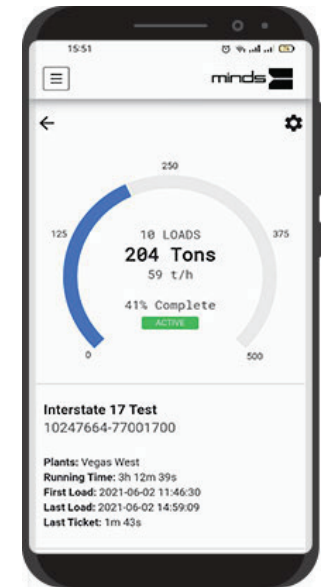 15:51
minds
250
125
10 LOADS
375
204 Tons
59 t/h
41% Complete
ACTIVE
0
500
Interstate 17 Test
10247664-77001700
Plants: Vegas West
Running Time: 3h 12m 39s
First Load: 2021-06-02 11:46:30
Last Load: 2021-06-02 14:59:09
Last Ticket: 1m 43s